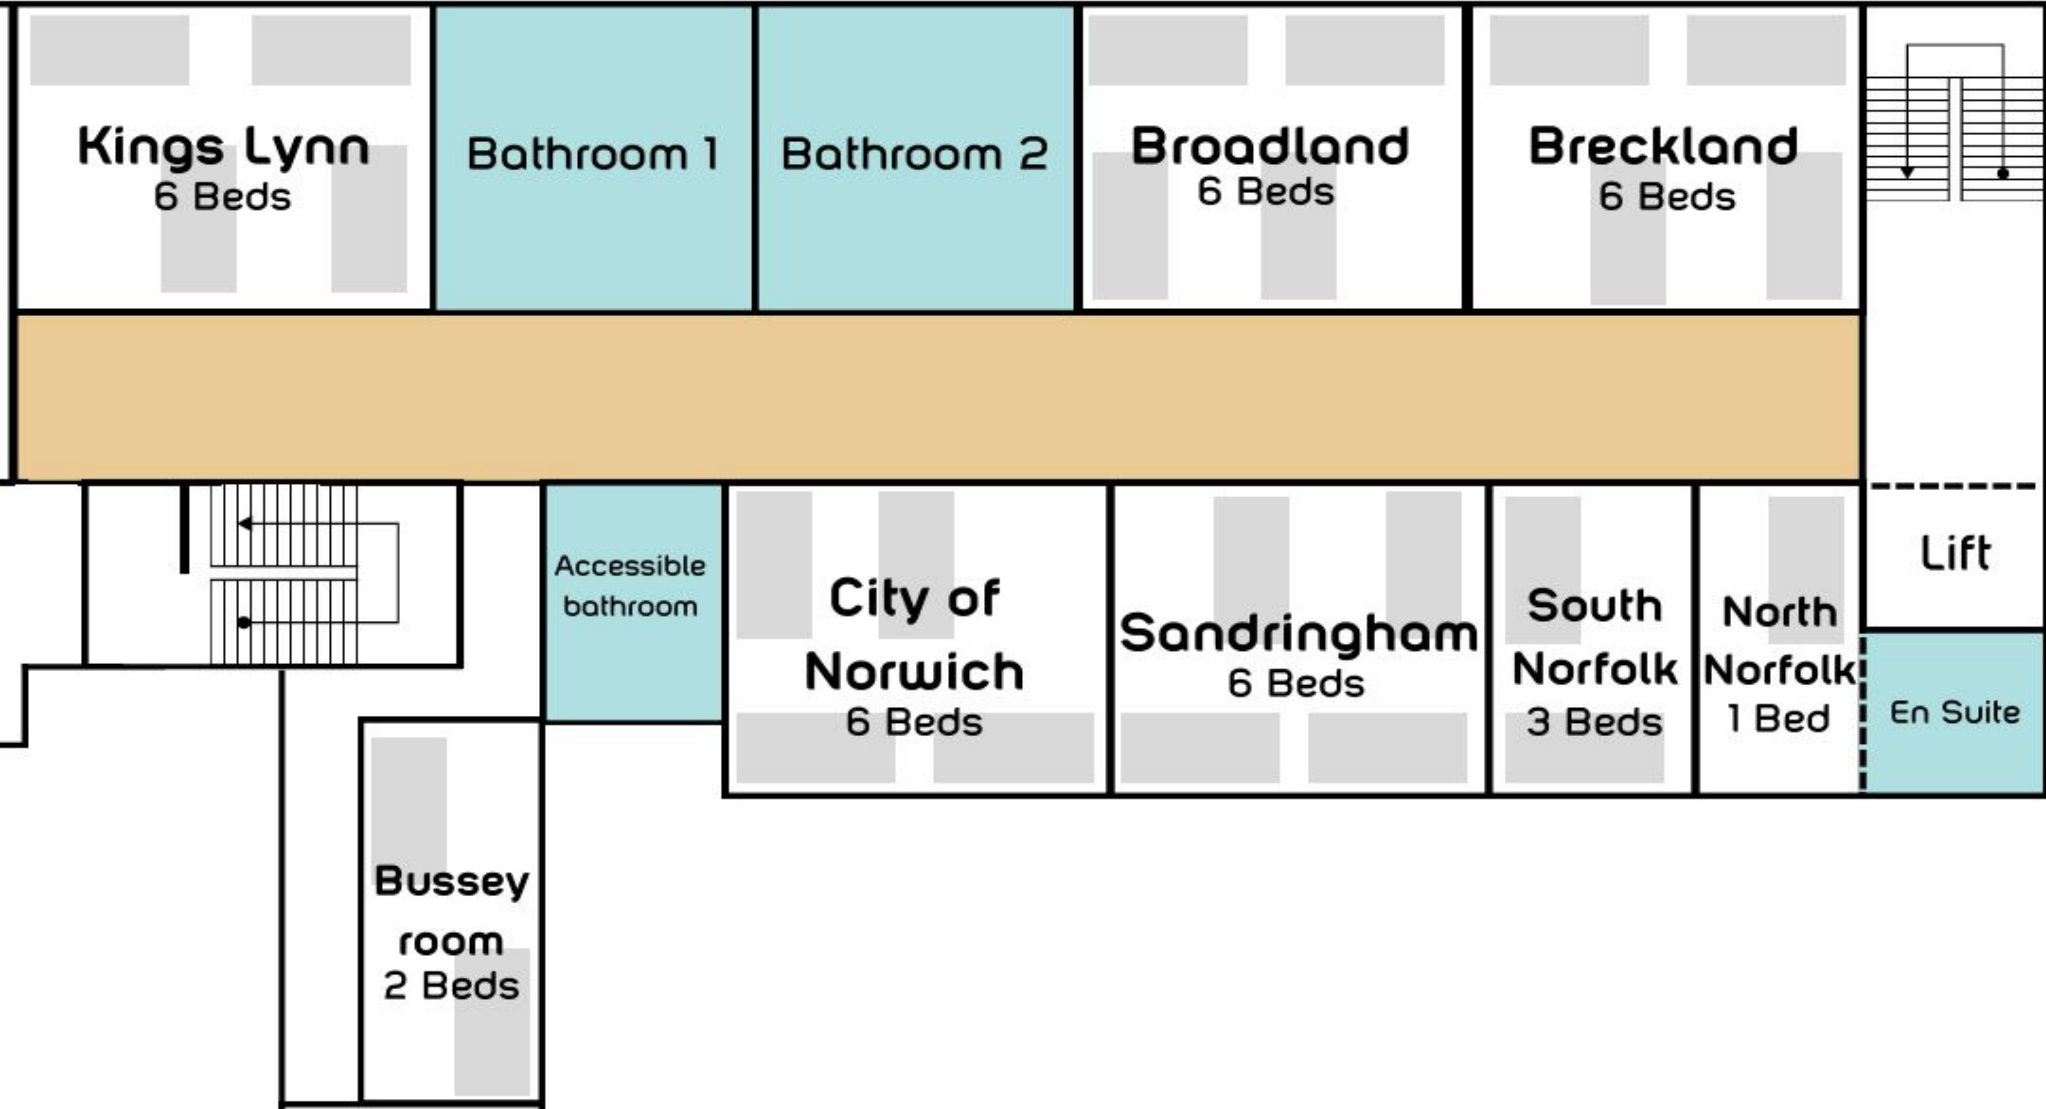 Kings Lynn
6 Beds
Bathroom 1
Bathroom 2
Broadland
6 Beds
Breckland
6 Beds
Accessible
bathroom
City of
Norwich
6 Beds
Sandringham
6 Beds
South
Norfolk
3 Beds
North
Norfolk
1 Bed
Lift
En Suite
Bussey
room
2 Beds